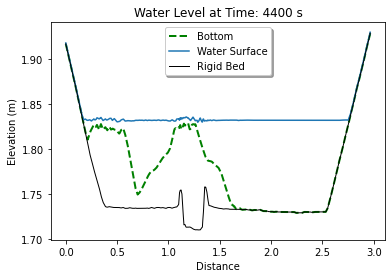 Water Level at Time: 4400 s
Bottom
Water Surface
Rigid Bed
Elevation (m)
1.90
1.85
1.80
1.75
1.70
0.0 0.5 1.0 1.5 2.0 2.5 3.0
Distance